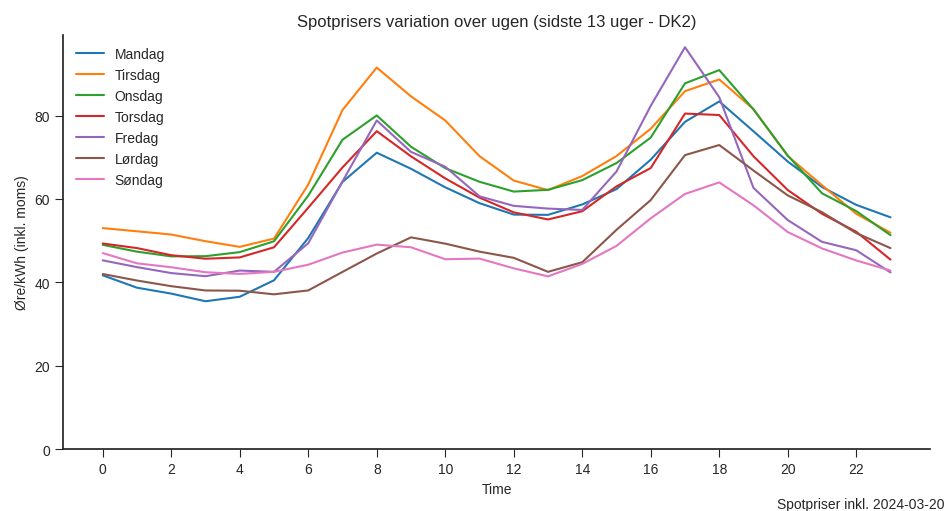 Spotprisers variation over ugen (sidste 13 uger - DK2)
Mandag
Tirsdag
Onsdag
Torsdag
Fredag
Lørdag
Søndag
Øre/kWh (inkl. moms)
80
60
40
20
0
0 2 4 6 8 10 12 14 16 18 20 22
Time
Spotpriser inkl. 2024-03-20